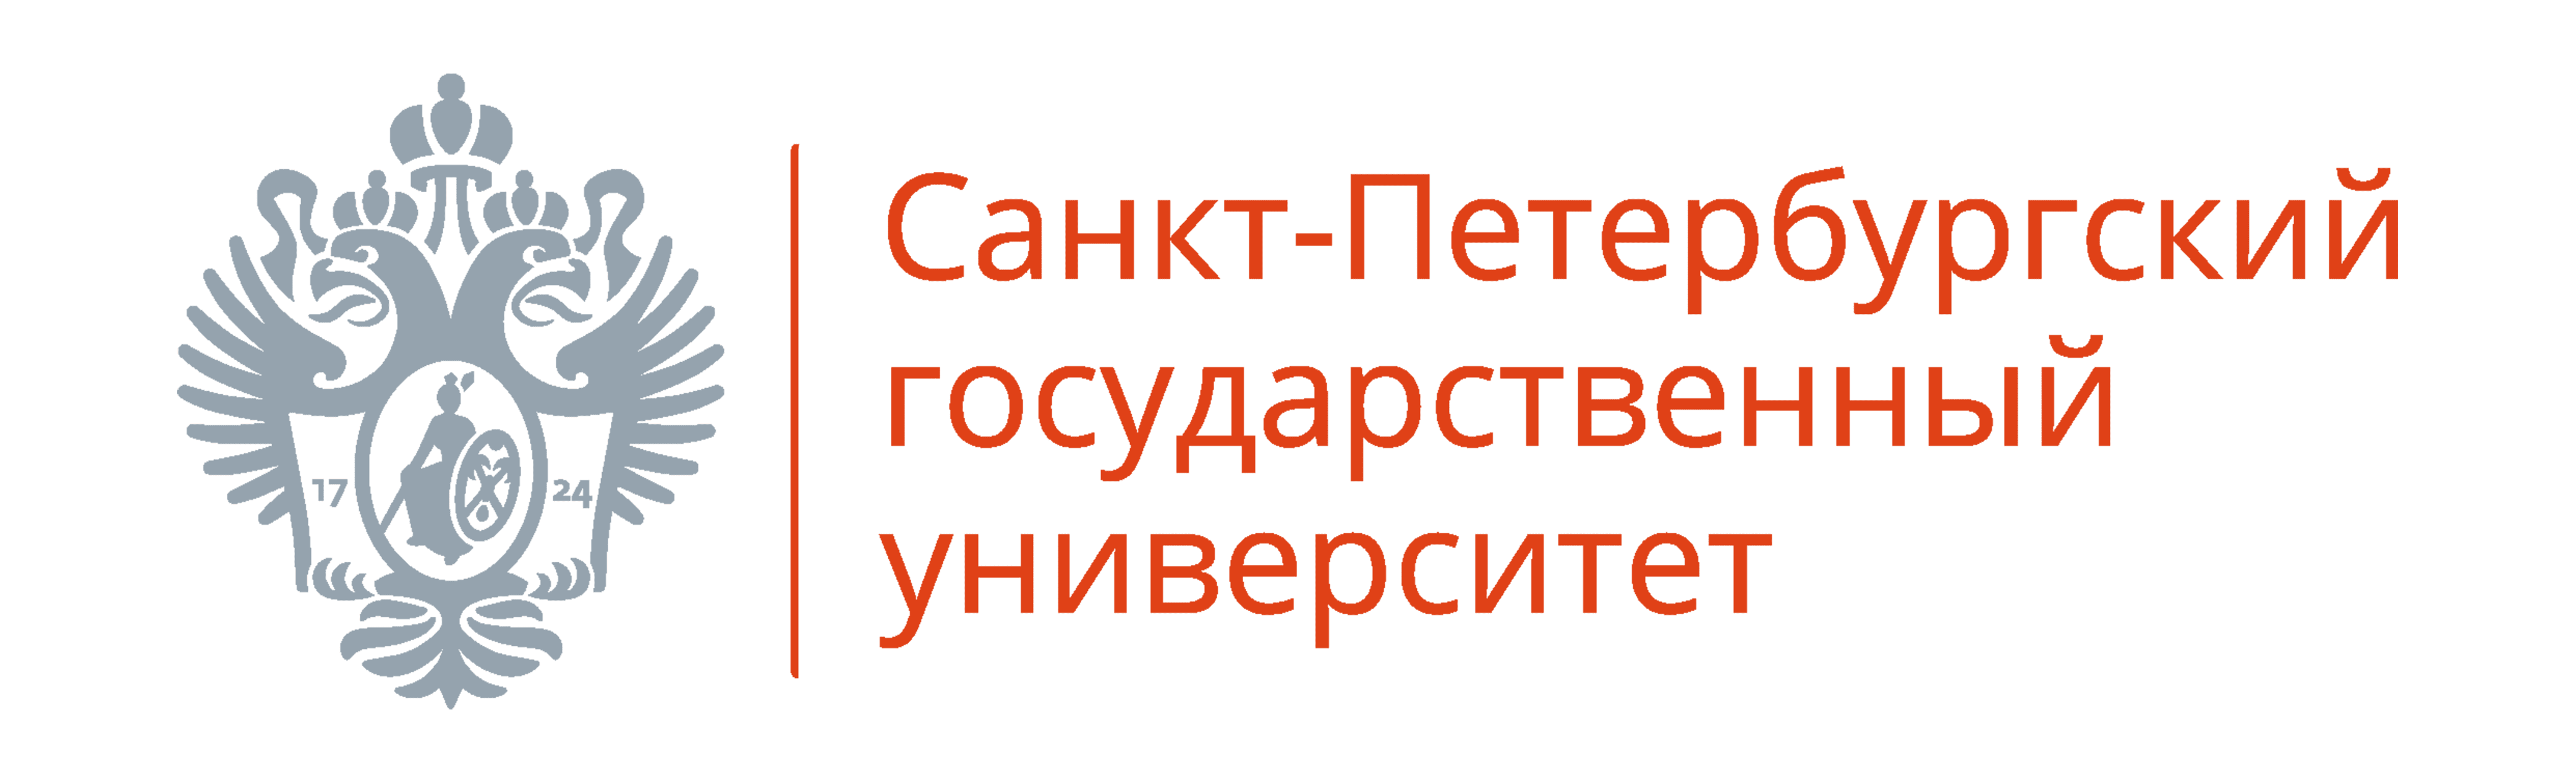 17 24
Санкт-Петербургский
государственный
университет